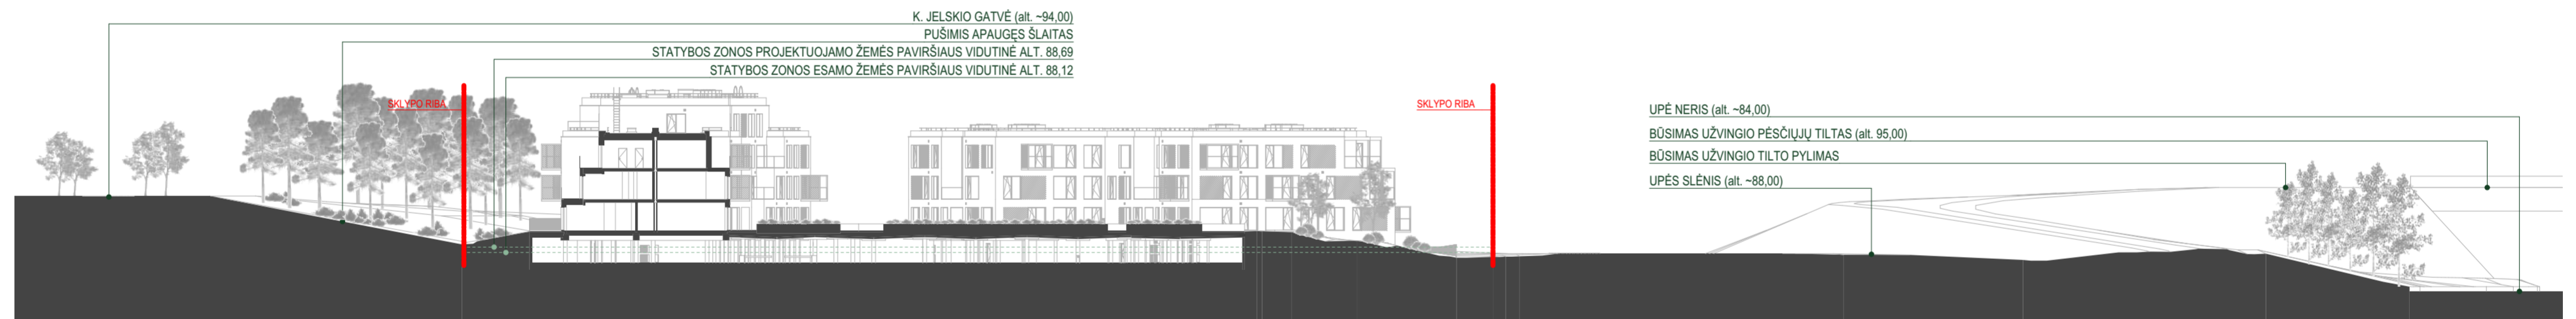 K. JELSKIO GATVĖ (alt. ~94,00)
PUŠIMIS APAUGĘS ŠLAITAS
STATYBOS ZONOS PROJEKTUOJAMO ŽEMĖS PAVIRŠIAUS VIDUTINĖ ALT. 88,69
STATYBOS ZONOS ESAMO ŽEMĖS PAVIRŠIAUS VIDUTINĖ ALT. 88,12
SKLYPO RIBA
SKLYPO RIBA
UPĖ NERIS (alt. ~84,00)
BŪSIMAS UŽVINGIO PĖSČIŲJŲ TILTAS (alt. 95,00)
BŪSIMAS UŽVINGIO TILTO PYLIMAS
UPĖS SLĖNIS (alt. ~88,00)